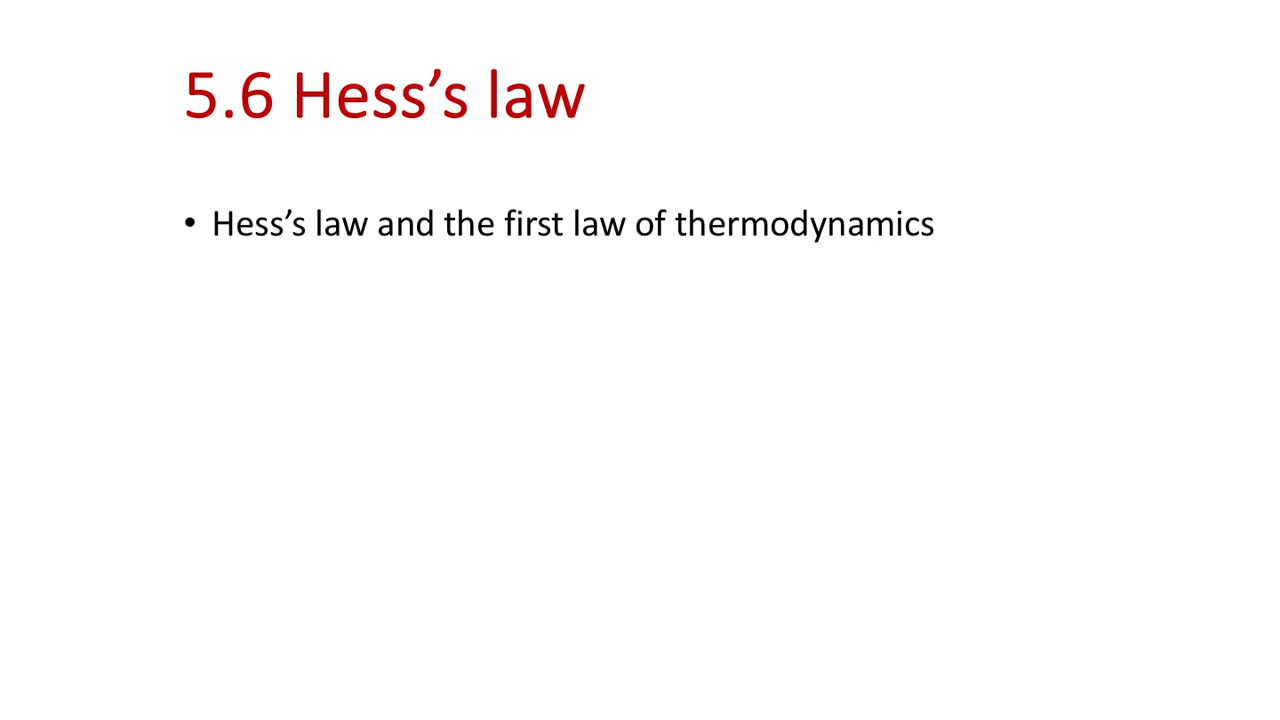 5.6 Hess’s law
• Hess’s law and the first law of thermodynamics